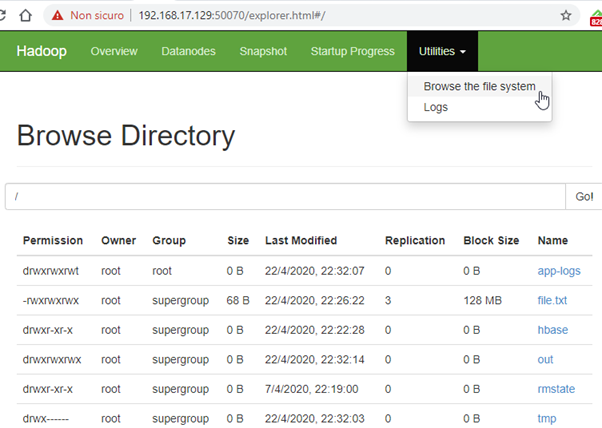 Non sicuro 192.168.17.129:50070/explorer.html#/
Hadoop Overview Datanodes Snapshot Startup Progress Utilities
Browse the file system
Logs
Browse Directory
/ Go!
Permission Owner Group Size Last Modified Replication Block Size Name
drwxrwxrwt root root 0 B 22/4/2020, 22:32:07 0 0 B app-logs
-rwxrwxrwx root supergroup 68 B 22/4/2020, 22:26:22 3 128 MB file.txt
drwxr-xr-x root supergroup 0 B 22/4/2020, 22:22:28 0 0 B hbase
drwxrwxrwx root supergroup 0 B 22/4/2020, 22:32:14 0 0 B out
drwxr-xr-x root supergroup 0 B 7/4/2020, 22:19:00 0 0 B rmstate
drwx------ root supergroup 0 B 22/4/2020, 22:32:03 0 0 B tmp